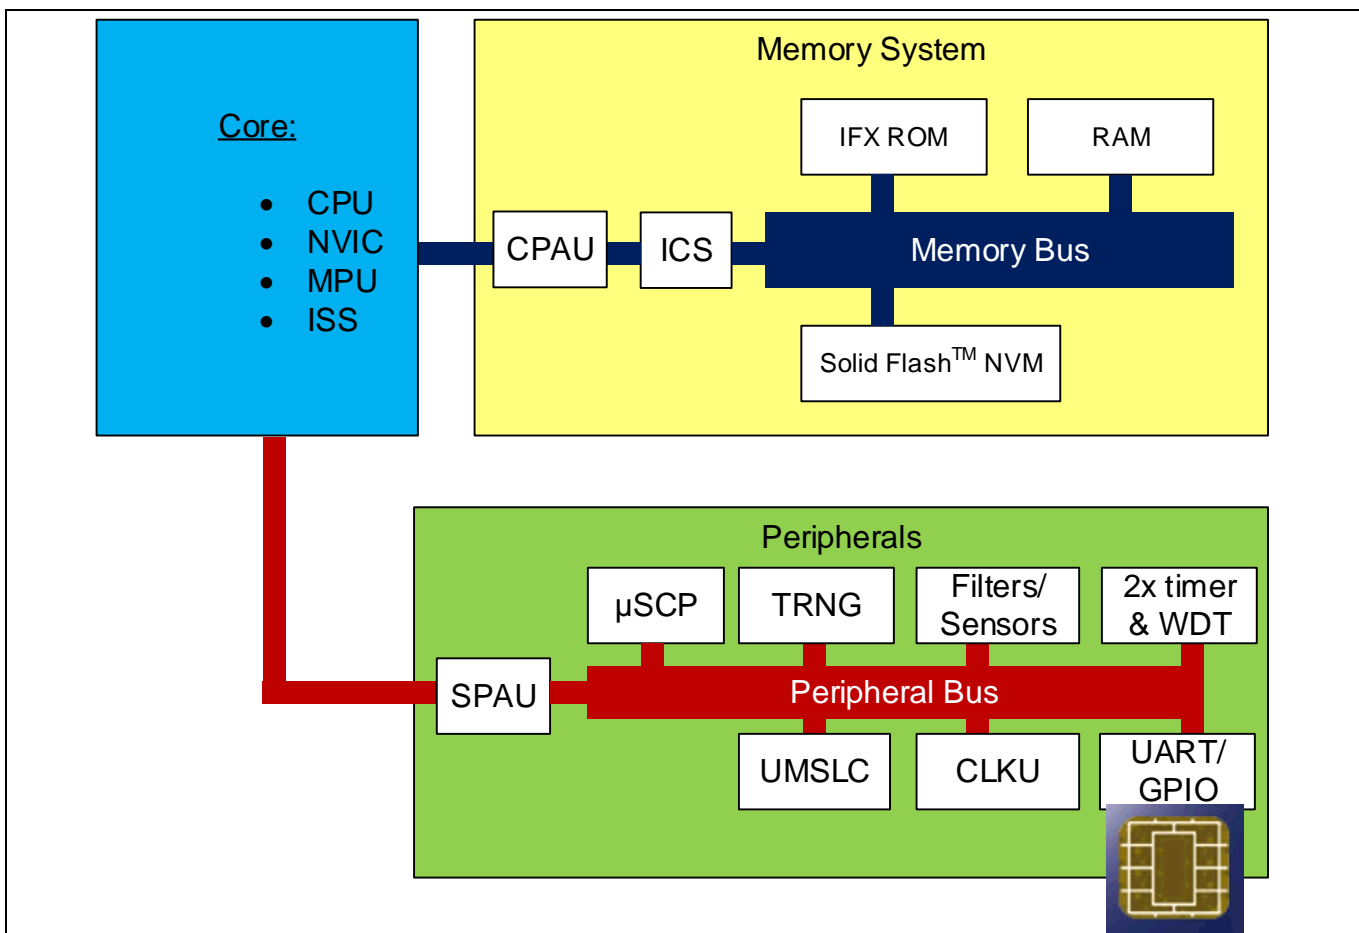 Core:
• CPU
• NVIC
• MPU
• ISS
Memory System
IFX ROM
RAM
CPAU
ICS
Memory Bus
Solid Flash™ NVM
Peripherals
µSCP
TRNG
Filters/
Sensors
2x timer
& WDT
SPAU
Peripheral Bus
UMSLC
CLKU
UART/
GPIO